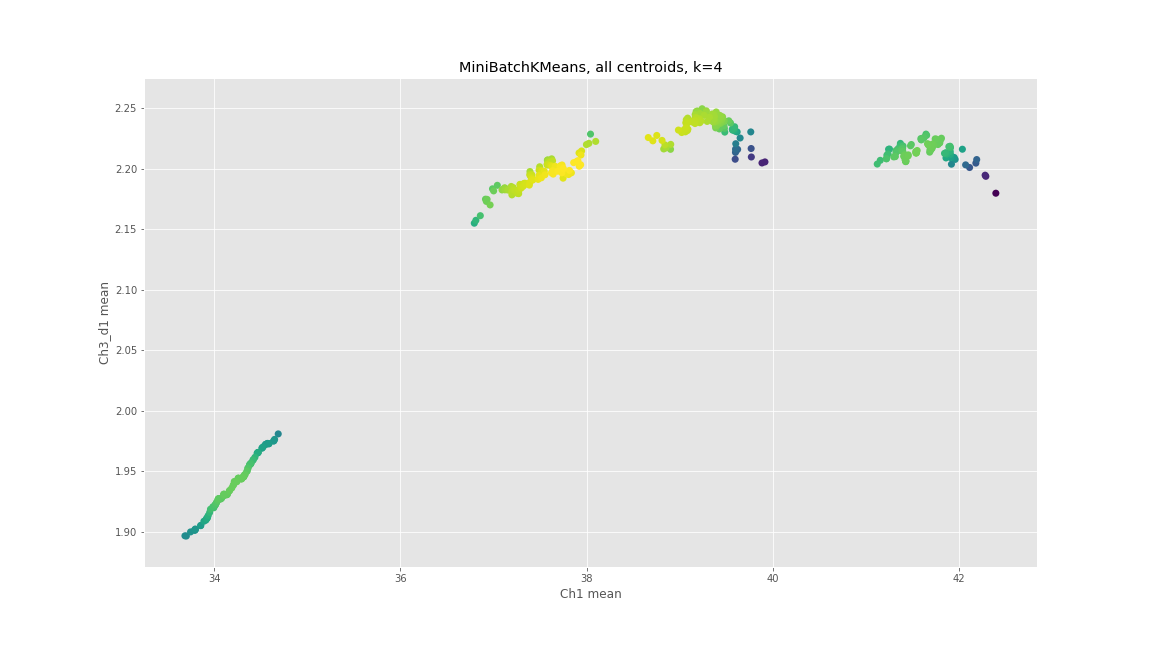 MiniBatchKMeans, all centroids, k=4
2.25
2.20
2.15
2.10
2.05
2.00
1.95
1.90
Ch3_d1 mean
34 36 38 40 42
Ch1 mean